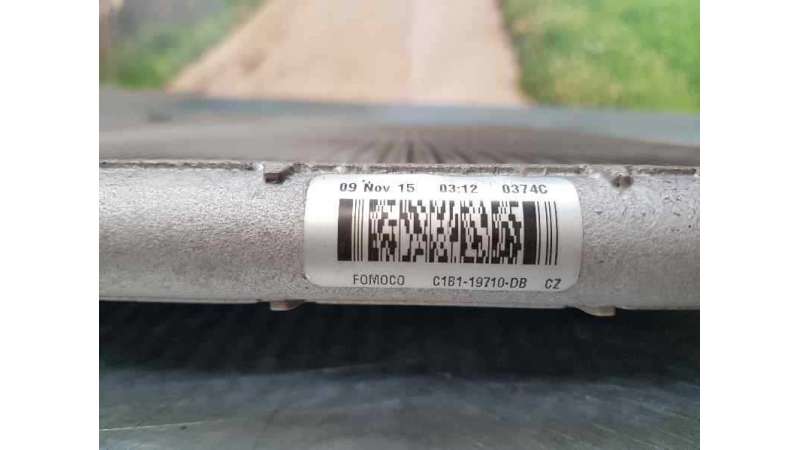 09 Nov 15 03:12 0374C
FOMOCO C1B1-19710-DB CZ